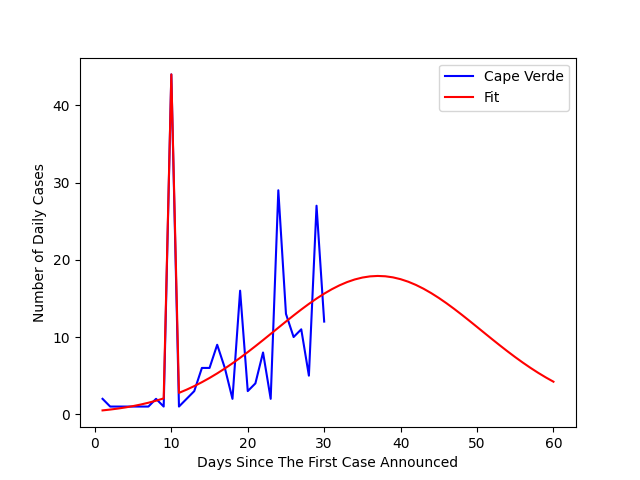 Cape Verde
Fit
Number of Daily Cases
40
30
20
10
0
0 10 20 30 40 50 60
Days Since The First Case Announced